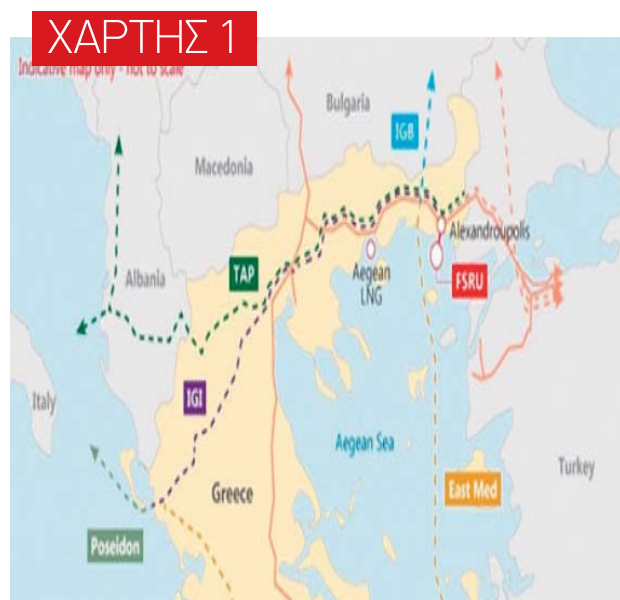 ΧΑΡΤΗΣ 1
Indicative map only - not to scale
Bulgaria
IGB
Macedonia
Alexandroupolis
TAP
Albania
Aegean
LNG
FSRU
IGI
Italy
Aegean Sea
Turkey
Greece
East Med
Poseidon